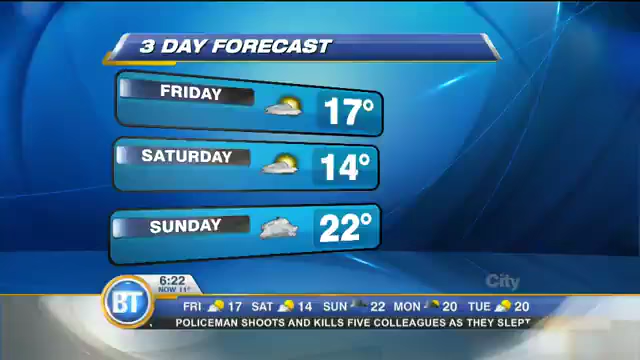 3 DAY FORECAST
FRIDAY 17°
SATURDAY 14°
SUNDAY 22°
City
6:22
NOW 11°
BT
FRI 17 SAT 14 SUN 22 MON 20 TUE 20
POLICEMAN SHOOTS AND KILLS FIVE COLLEAGUES AS THEY SLEPT